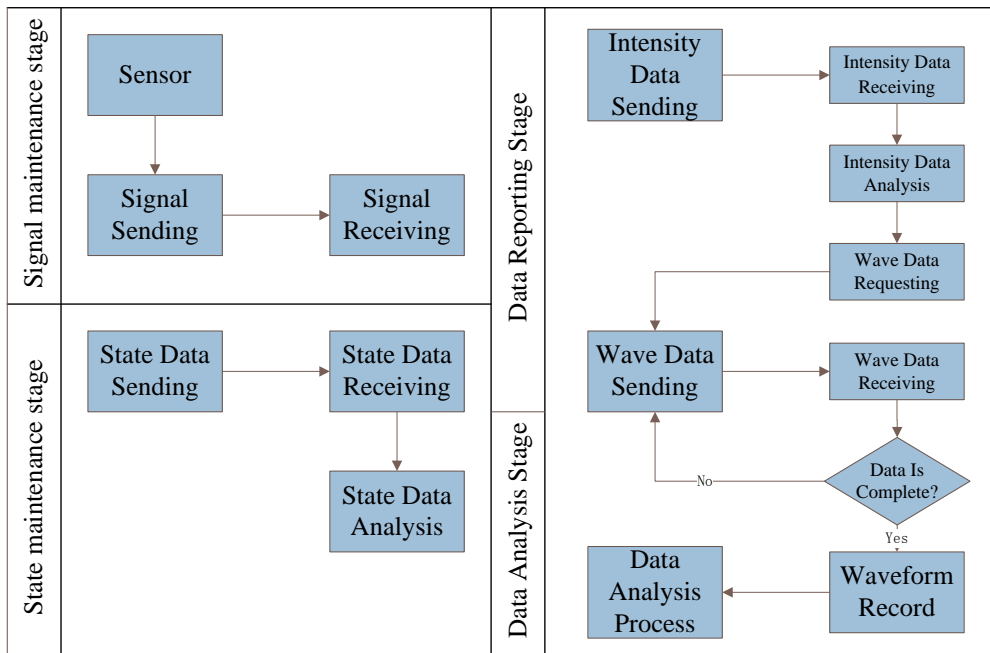 Signal maintenance stage
Sensor
Signal
Sending
Signal
Receiving
State maintenance stage
State Data
Sending
State Data
Receiving
State Data
Analysis
Data Reporting Stage
Intensity
Data
Sending
Intensity Data
Receiving
Intensity Data
Analysis
Wave Data
Requesting
Wave Data
Sending
Wave Data
Receiving
Data Analysis Stage
Data Is
Complete?
No
Yes
Waveform
Record
Data
Analysis
Process